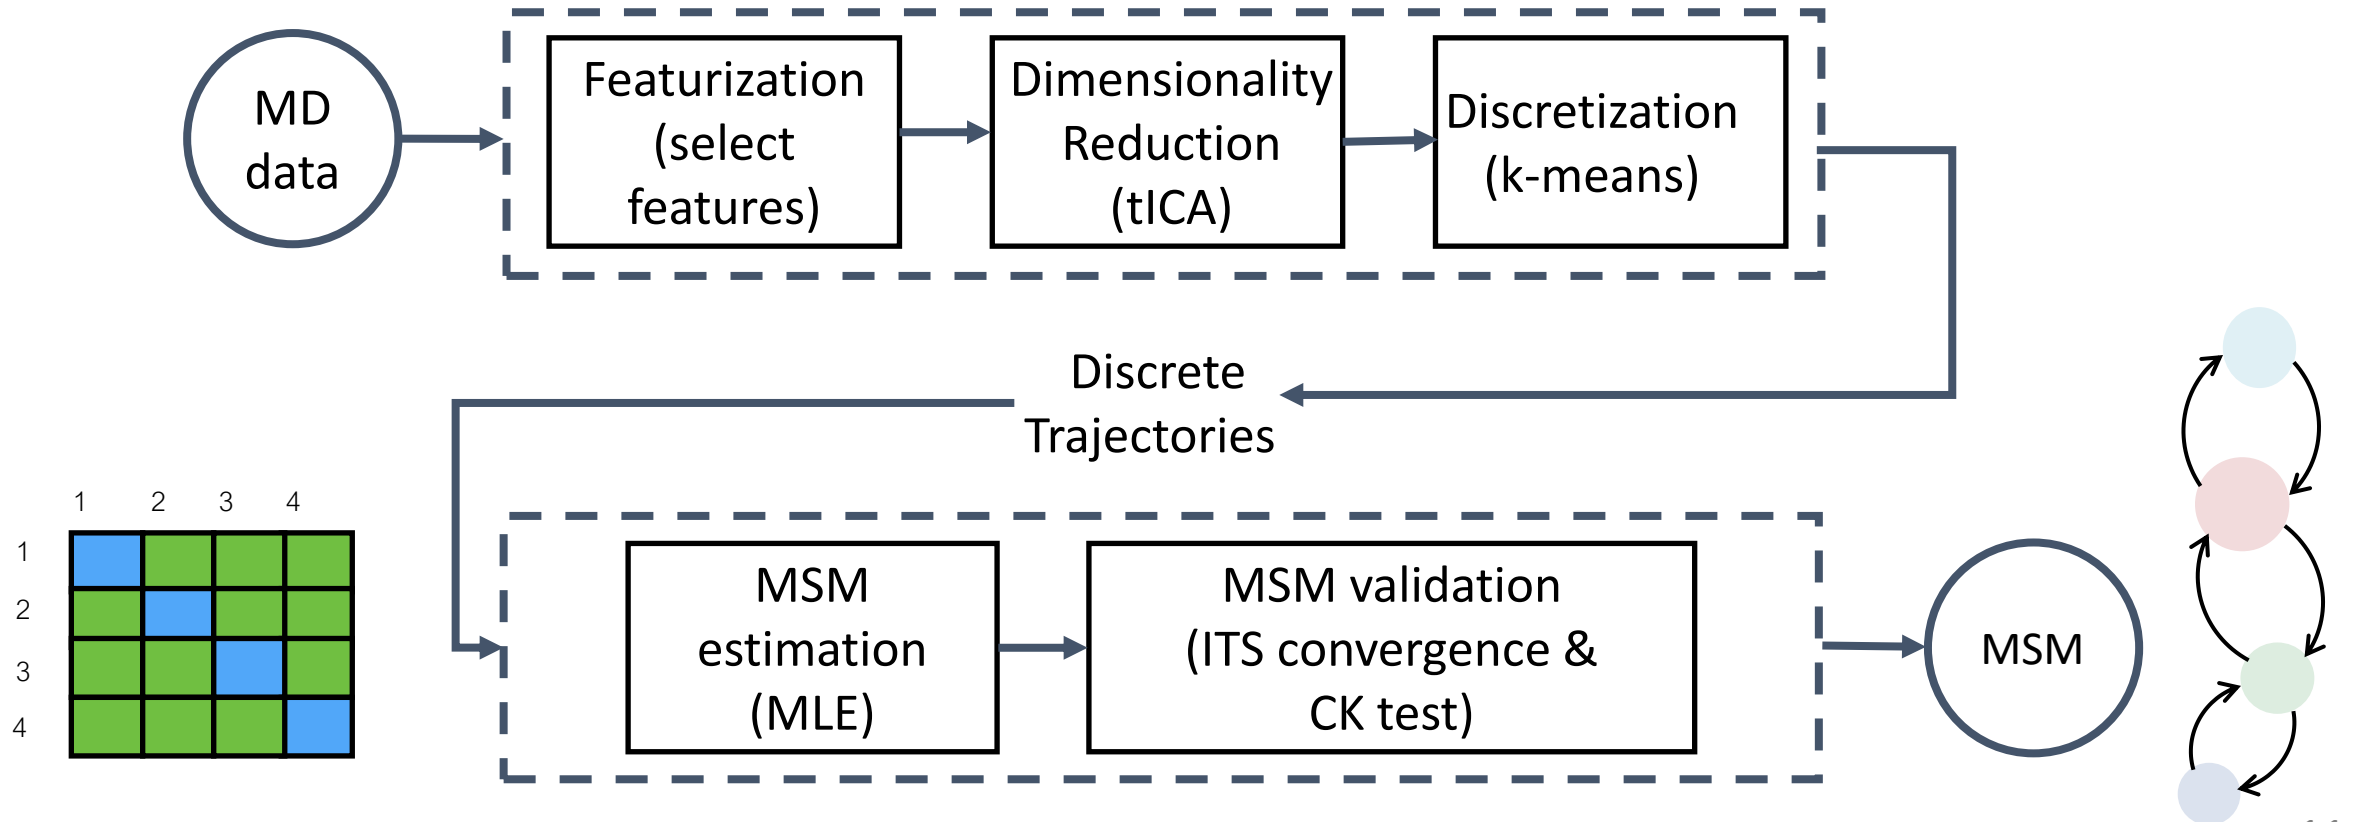 MD
data
Featurization
(select
features)
Dimensionality
Reduction
(tICA)
Discretization
(k-means)
Discrete
Trajectories
1 2 3 4
1
2
3
4
MSM
estimation
(MLE)
MSM validation
(ITS convergence &
CK test)
MSM